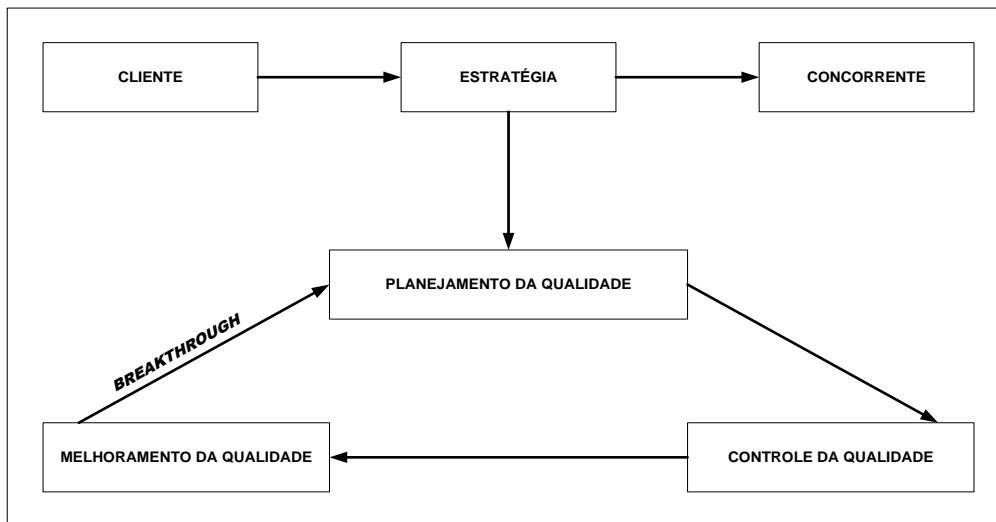 CLIENTE
ESTRATÉGIA
CONCORRENTE
PLANEJAMENTO DA QUALIDADE
BREAKTHROUGH
MELHORAMENTO DA QUALIDADE
CONTROLE DA QUALIDADE